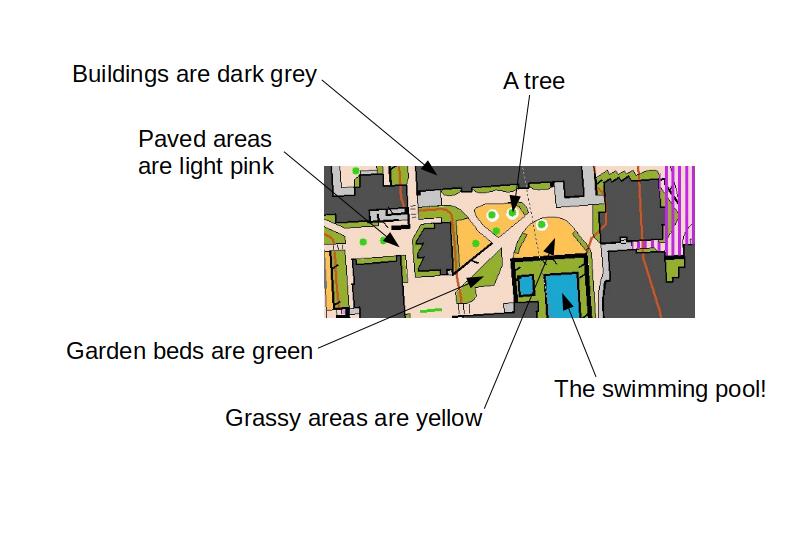 Buildings are dark grey
A tree
Paved areas
are light pink
Garden beds are green
The swimming pool!
Grassy areas are yellow